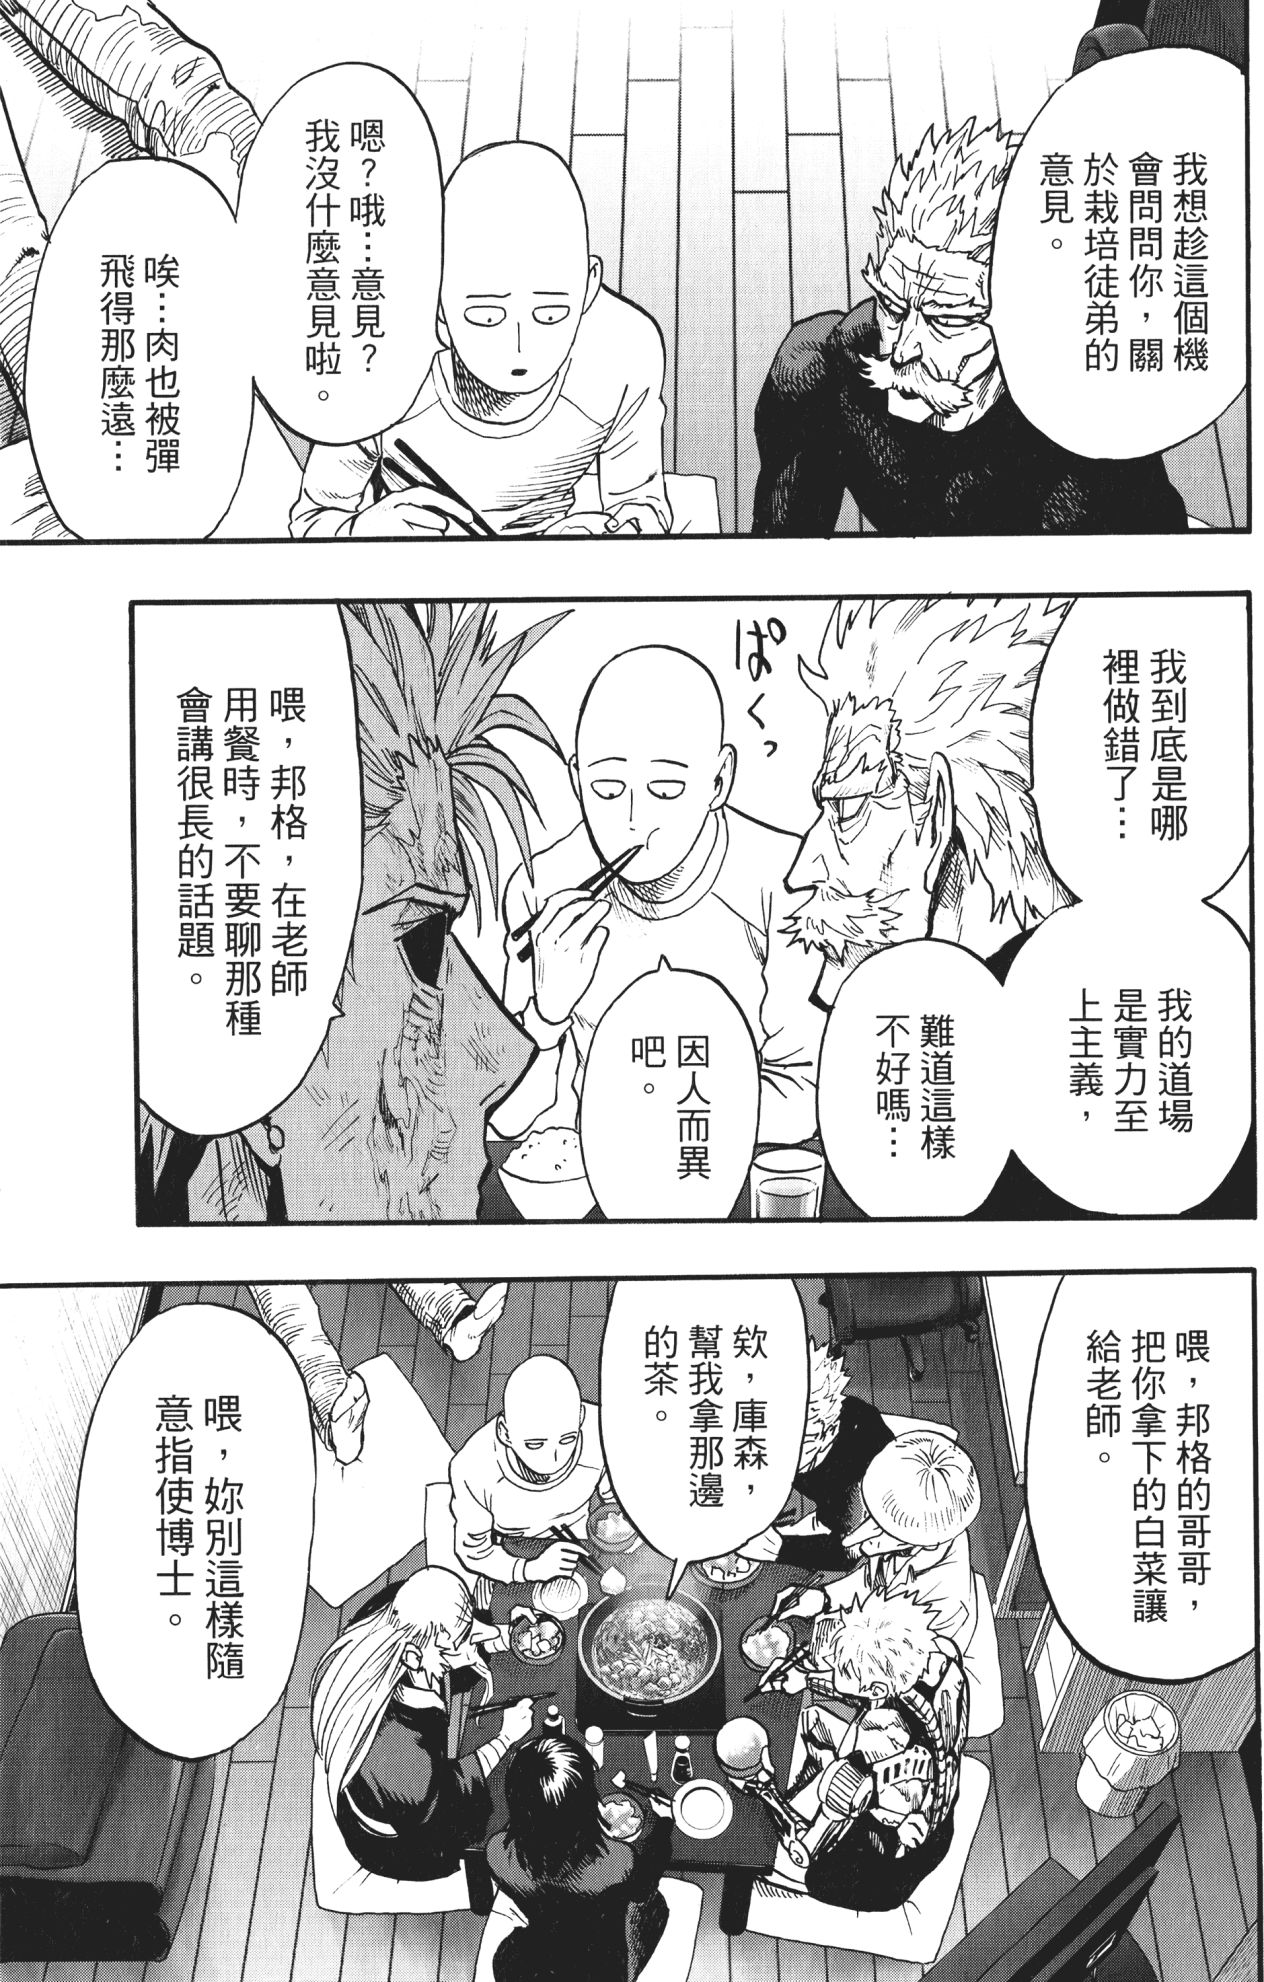 我想趁這個機
會問問你，關
於栽培徒弟的
意見。
嗯？哦…意見？
我沒什麼意見啦。
唉…肉也被彈
飛得那麼遠…
我到底是哪
裡做錯了…
我的道場
是實力至
上主義，
難道這樣
不好嗎…
ぱくっ
因人而異
吧。
喂，邦格，在老師
用餐時，不要聊那種
會講很長的話題。
喂，邦格的哥哥，
把你拿下的白菜讓
給老師。
欸，庫森，
幫我拿那邊
的茶。
喂，妳別這樣隨
意指使博士。